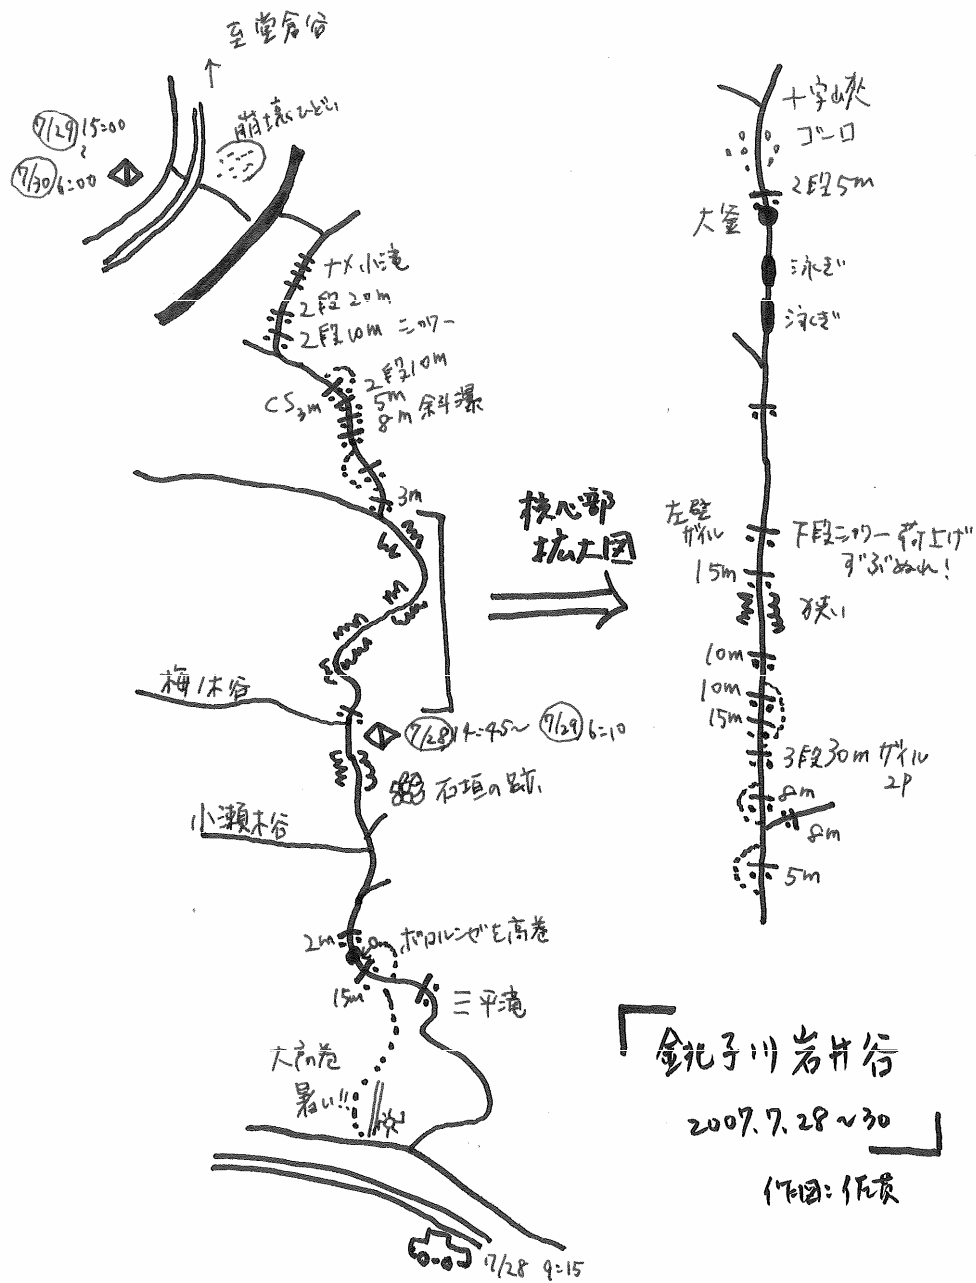 至堂倉谷
崩壊ひどい
7/29 15:00
〜
7/30 6:00
ナメ小滝
2段20m
2段10m シャワー
2段10m
5m
CS3m
8m 斜瀑
3m
核心部
拡大図
梅ノ木谷
7/28 14:45〜 7/29 6:10
石垣の跡
小瀬木谷
2m
ボロルンゼを高巻
15m
三平滝
大高巻
暑い!!
7/28 9:15
十字峡
ゴーロ
2段5m
大釜
泳ぎ
泳ぎ
左壁
ザイル
下段シャワー 荷上げ
ずぶぬれ!
15m
狭い
10m
10m
15m
3段30m ザイル
2P
8m
8m
5m
銚子川岩井谷
2007.7.28〜30
作図:佐貫